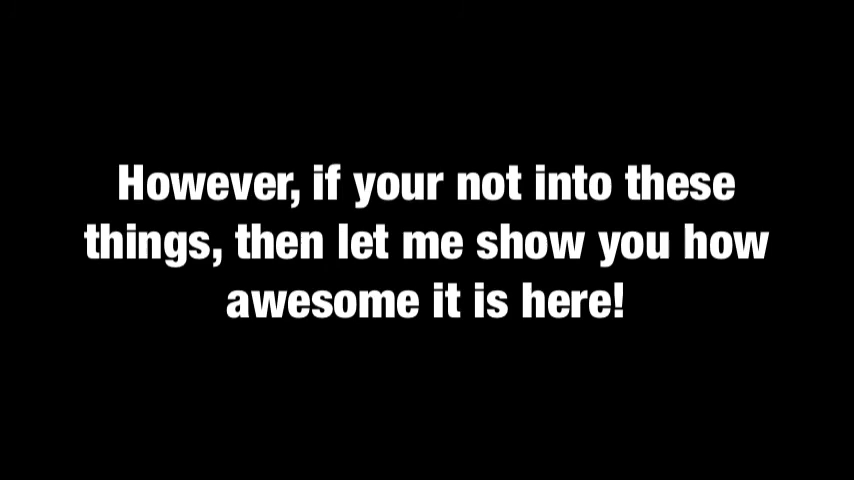 However, if your not into these
things, then let me show you how
awesome it is here!